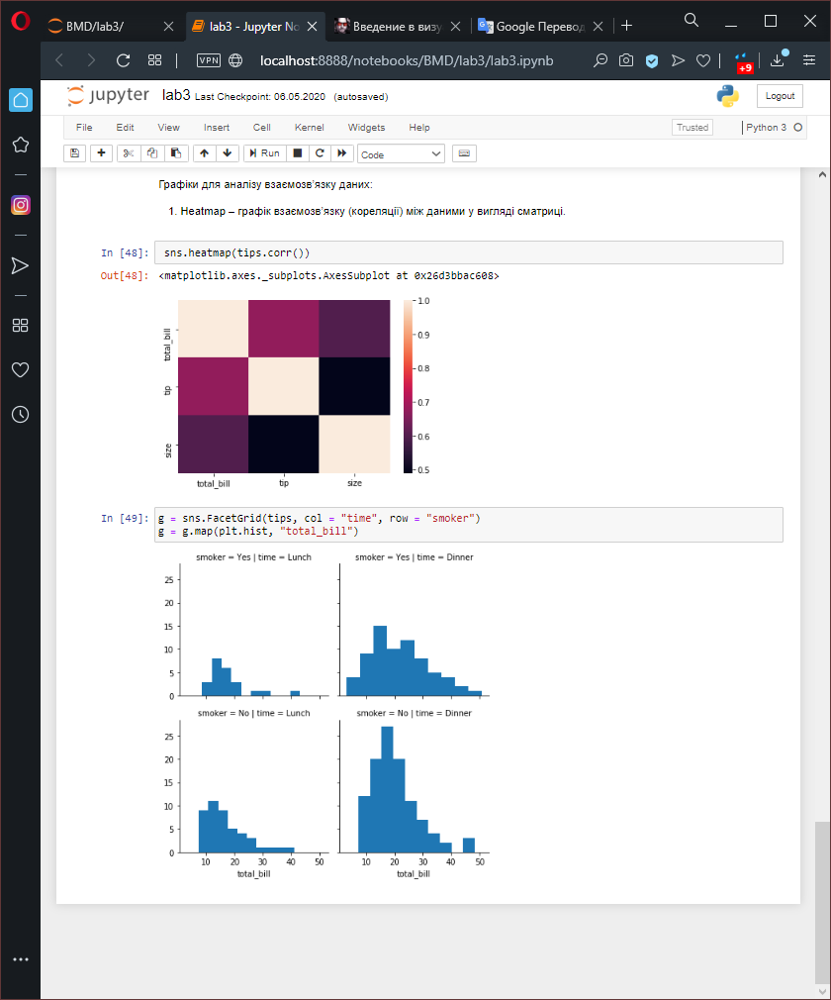 BMD/lab3/
lab3 - Jupyter No
Введение в визу
Google Перевод
VPN
localhost:8888/notebooks/BMD/lab3/lab3.ipynb
+9
jupyter
lab3 Last Checkpoint: 06.05.2020 (autosaved)
Logout
File Edit View Insert Cell Kernel Widgets Help
Trusted
Python 3
Run
Code
Графіки для аналізу взаємозв'язку даних:
1. Heatmap – графік взаємозв'язку (кореляції) між даними у вигляді сматриці.
In [48]: sns.heatmap(tips.corr())
Out[48]: <matplotlib.axes._subplots.AxesSubplot at 0x26d3bbac608>
total_bill
tip
size
total_bill tip size
1.0
0.9
0.8
0.7
0.6
0.5
In [49]: g = sns.FacetGrid(tips, col = "time", row = "smoker")
g = g.map(plt.hist, "total_bill")
smoker = Yes | time = Lunch
smoker = Yes | time = Dinner
25
20
15
10
5
0
smoker = No | time = Lunch
smoker = No | time = Dinner
25
20
15
10
5
0
10 20 30 40 50
10 20 30 40 50
total_bill
total_bill